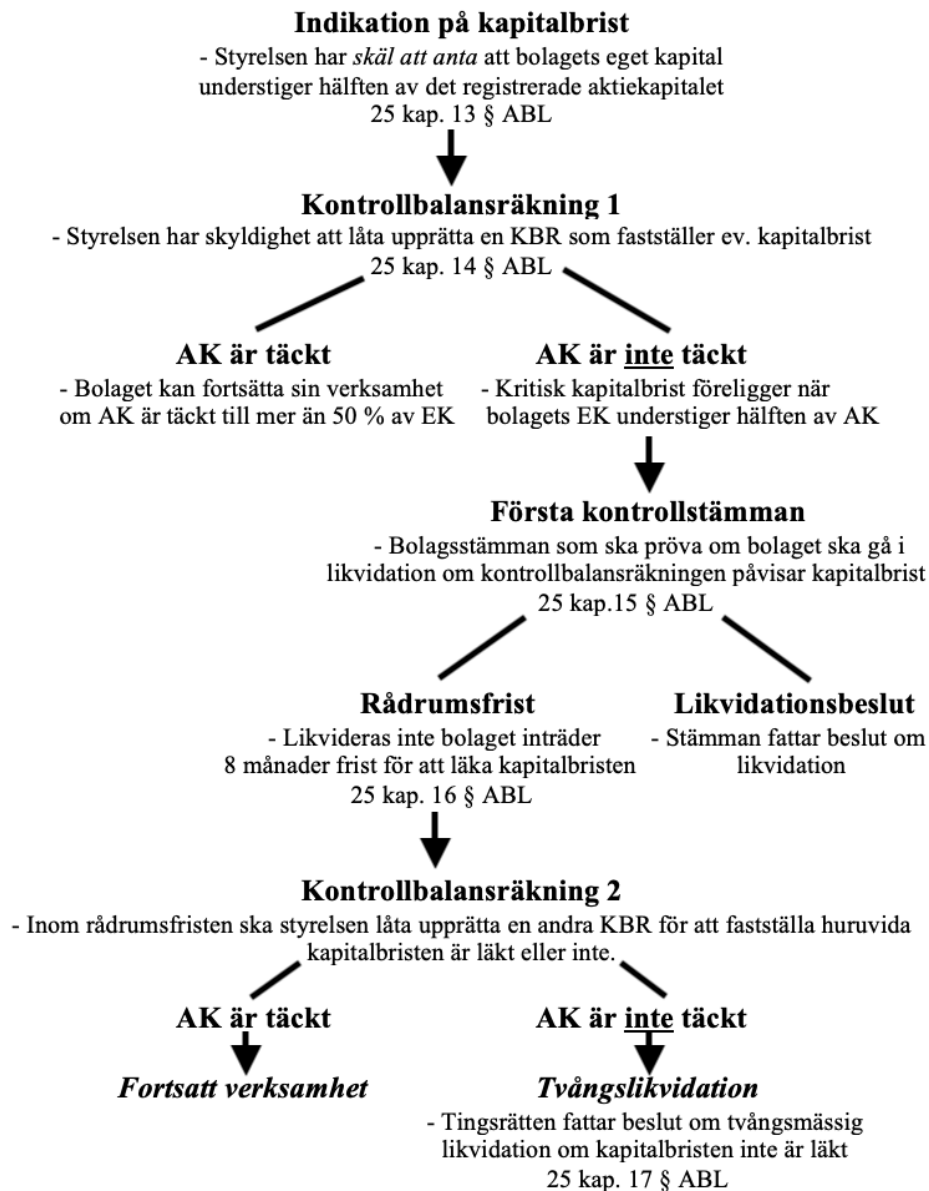 Indikation på kapitalbrist
- Styrelsen har skäl att anta att bolagets eget kapital
understiger hälften av det registrerade aktiekapitalet
25 kap. 13 § ABL
Kontrollbalansräkning 1
- Styrelsen har skyldighet att låta upprätta en KBR som fastställer ev. kapitalbrist
25 kap. 14 § ABL
AK är täckt
- Bolaget kan fortsätta sin verksamhet
om AK är täckt till mer än 50 % av EK
AK är inte täckt
- Kritisk kapitalbrist föreligger när
bolagets EK understiger hälften av AK
Första kontrollstämman
- Bolagsstämman som ska pröva om bolaget ska gå i
likvidation om kontrollbalansräkningen påvisar kapitalbrist
25 kap.15 § ABL
Rådrumsfrist
- Likvideras inte bolaget inträder
8 månader frist för att läka kapitalbristen
25 kap. 16 § ABL
Likvidationsbeslut
- Stämman fattar beslut om
likvidation
Kontrollbalansräkning 2
- Inom rådrumsfristen ska styrelsen låta upprätta en andra KBR för att fastställa huruvida
kapitalbristen är läkt eller inte.
AK är täckt
Fortsatt verksamhet
AK är inte täckt
Tvångslikvidation
- Tingsrätten fattar beslut om tvångsmässig
likvidation om kapitalbristen inte är läkt
25 kap. 17 § ABL